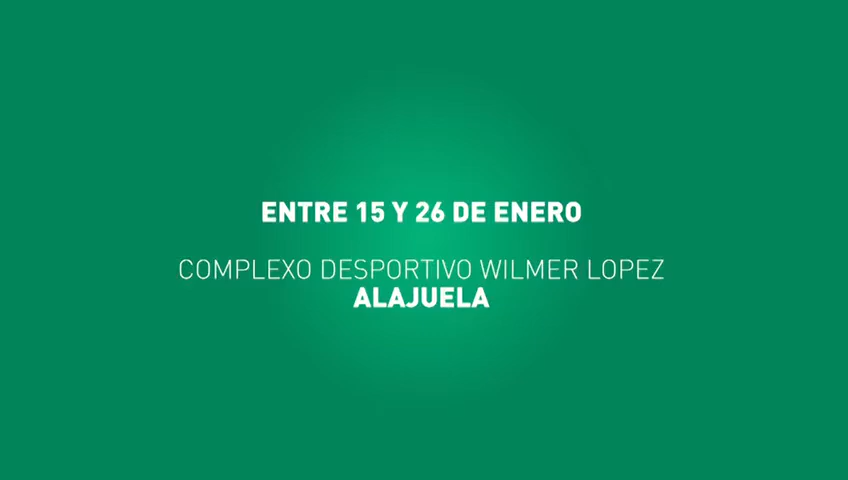 ENTRE 15 Y 26 DE ENERO
COMPLEXO DESPORTIVO WILMER LOPEZ
ALAJUELA